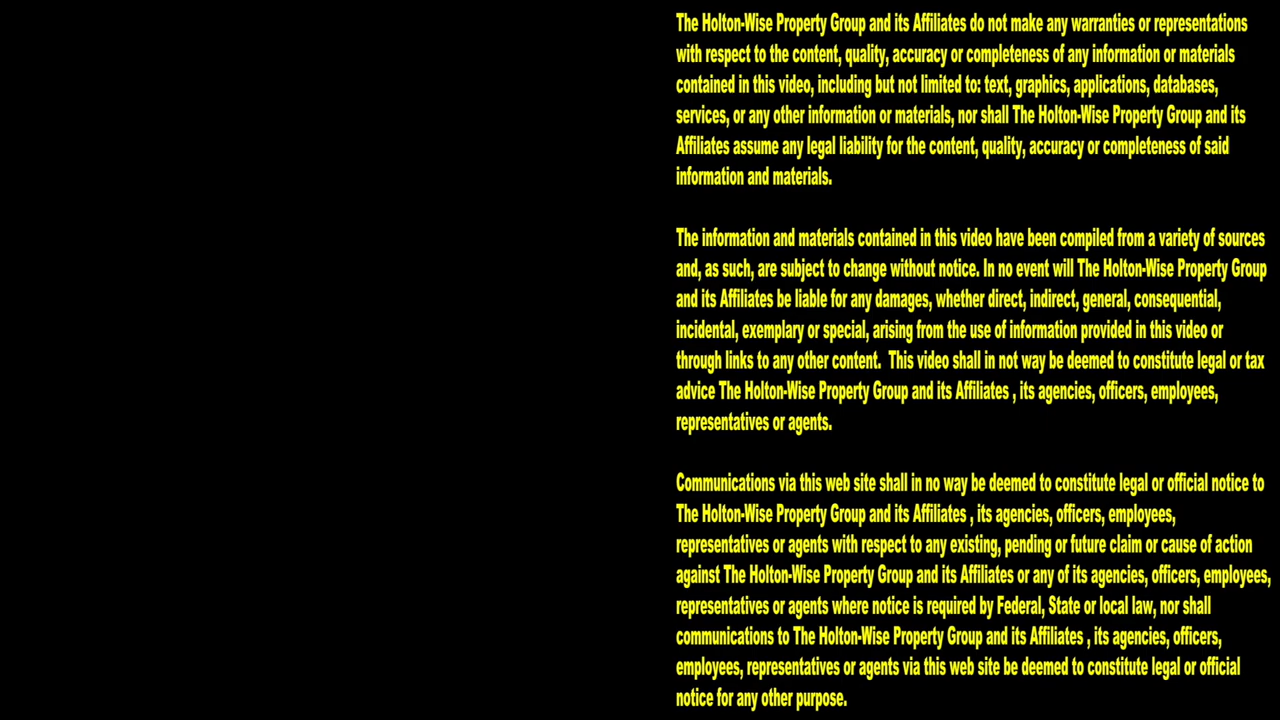 The Holton-Wise Property Group and its Affiliates do not make any warranties or representations
with respect to the content, quality, accuracy or completeness of any information or materials
contained in this video, including but not limited to: text, graphics, applications, databases,
services, or any other information or materials, nor shall The Holton-Wise Property Group and its
Affiliates assume any legal liability for the content, quality, accuracy or completeness of said
information and materials.
The information and materials contained in this video have been compiled from a variety of sources
and, as such, are subject to change without notice. In no event will The Holton-Wise Property Group
and its Affiliates be liable for any damages, whether direct, indirect, general, consequential,
incidental, exemplary or special, arising from the use of information provided in this video or
through links to any other content.  This video shall in not way be deemed to constitute legal or tax
advice The Holton-Wise Property Group and its Affiliates , its agencies, officers, employees,
representatives or agents.
Communications via this web site shall in no way be deemed to constitute legal or official notice to
The Holton-Wise Property Group and its Affiliates , its agencies, officers, employees,
representatives or agents with respect to any existing, pending or future claim or cause of action
against The Holton-Wise Property Group and its Affiliates or any of its agencies, officers, employees,
representatives or agents where notice is required by Federal, State or local law, nor shall
communications to The Holton-Wise Property Group and its Affiliates , its agencies, officers,
employees, representatives or agents via this web site be deemed to constitute legal or official
notice for any other purpose.